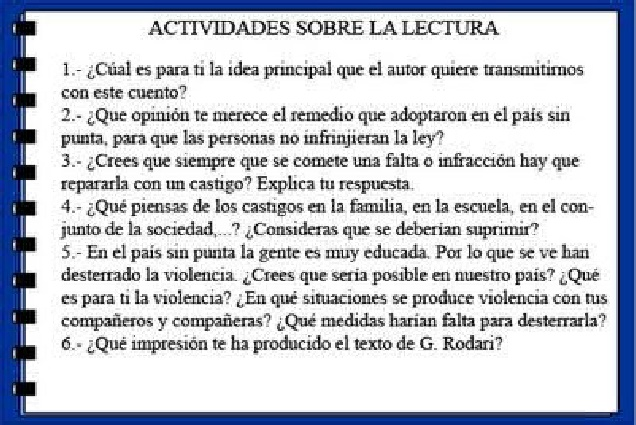 ACTIVIDADES SOBRE LA LECTURA
1.- ¿Cúal es para ti la idea principal que el autor quiere transmitirnos
con este cuento?
2.- ¿Que opinión te merece el remedio que adoptaron en el país sin
punta, para que las personas no infrinjieran la ley?
3.- ¿Crees que siempre que se comete una falta o infracción hay que
repararla con un castigo? Explica tu respuesta.
4.- ¿Qué piensas de los castigos en la familia, en la escuela, en el con-
junto de la sociedad,...? ¿Consideras que se deberían suprimir?
5.- En el país sin punta la gente es muy educada. Por lo que se ve han
desterrado la violencia. ¿Crees que sería posible en nuestro país? ¿Qué
es para ti la violencia? ¿En qué situaciones se produce violencia con tus
compañeros y compañeras? ¿Qué medidas harían falta para desterrarla?
6.- ¿Qué impresión te ha producido el texto de G. Rodari?